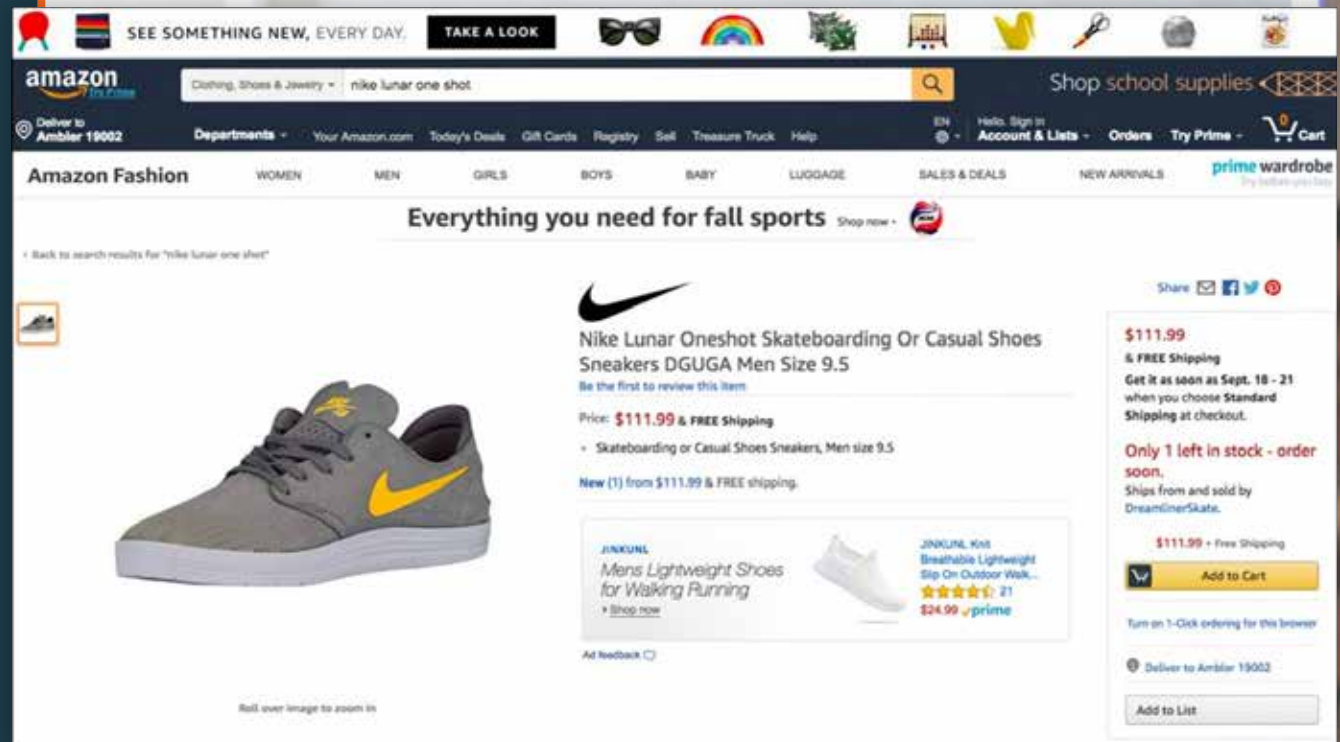 SEE SOMETHING NEW, EVERY DAY. TAKE A LOOK
amazon
Try Prime
Clothing, Shoes & Jewelry
nike lunar one shot
Shop school supplies
Deliver to
Ambler 19002
Departments Your Amazon.com Today's Deals Gift Cards Registry Sell Treasure Truck Help
EN
Hello. Sign in
Account & Lists Orders Try Prime 0 Cart
Amazon Fashion WOMEN MEN GIRLS BOYS BABY LUGGAGE SALES & DEALS NEW ARRIVALS prime wardrobe
Everything you need for fall sports Shop now
‹ Back to search results for "nike lunar one shot"
Share
Nike Lunar Oneshot Skateboarding Or Casual Shoes
Sneakers DGUGA Men Size 9.5
Be the first to review this item
Price: $111.99 & FREE Shipping
• Skateboarding or Casual Shoes Sneakers, Men size 9.5
New (1) from $111.99 & FREE shipping.
JINKUNL
Mens Lightweight Shoes
for Walking Running
Shop now
JINKUNL Knit
Breathable Lightweight
Slip On Outdoor Walk...
21
$24.99 prime
Ad feedback
Roll over image to zoom in
$111.99
& FREE Shipping
Get it as soon as Sept. 18 - 21
when you choose Standard
Shipping at checkout.
Only 1 left in stock - order
soon.
Ships from and sold by
DreamlinerSkate.
$111.99 + Free Shipping
Add to Cart
Turn on 1-Click ordering for this browser
Deliver to Ambler 19002
Add to List